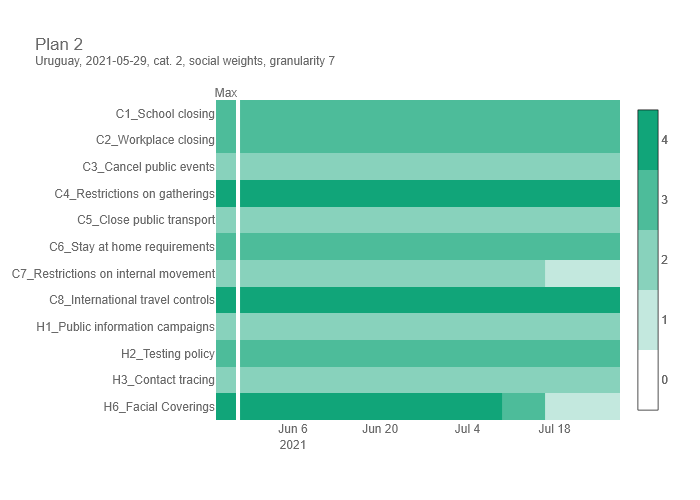 Plan 2
Uruguay, 2021-05-29, cat. 2, social weights, granularity 7
Max
C1_School closing
C2_Workplace closing
C3_Cancel public events
C4_Restrictions on gatherings
C5_Close public transport
C6_Stay at home requirements
C7_Restrictions on internal movement
C8_International travel controls
H1_Public information campaigns
H2_Testing policy
H3_Contact tracing
H6_Facial Coverings
Jun 6 Jun 20 Jul 4 Jul 18
2021
4
3
2
1
0